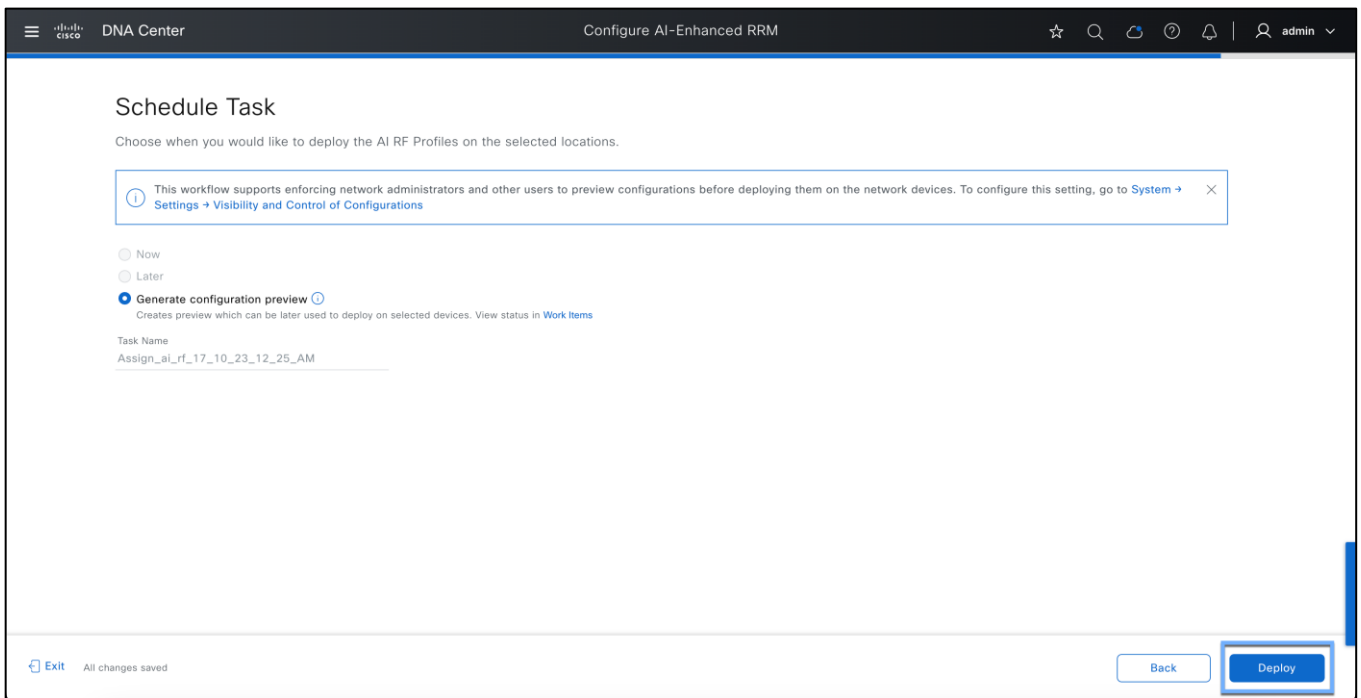 cisco DNA Center Configure AI-Enhanced RRM admin
Schedule Task
Choose when you would like to deploy the AI RF Profiles on the selected locations.
This workflow supports enforcing network administrators and other users to preview configurations before deploying them on the network devices. To configure this setting, go to System →
Settings → Visibility and Control of Configurations
Now
Later
Generate configuration preview
Creates preview which can be later used to deploy on selected devices. View status in Work Items
Task Name
Assign_ai_rf_17_10_23_12_25_AM
Exit All changes saved Back Deploy